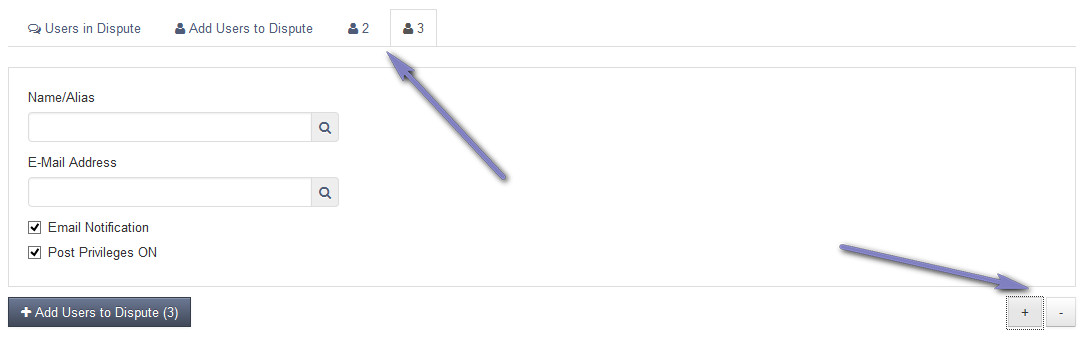 Users in Dispute Add Users to Dispute 2 3
Name/Alias
E-Mail Address
Email Notification
Post Privileges ON
+ Add Users to Dispute (3) + -